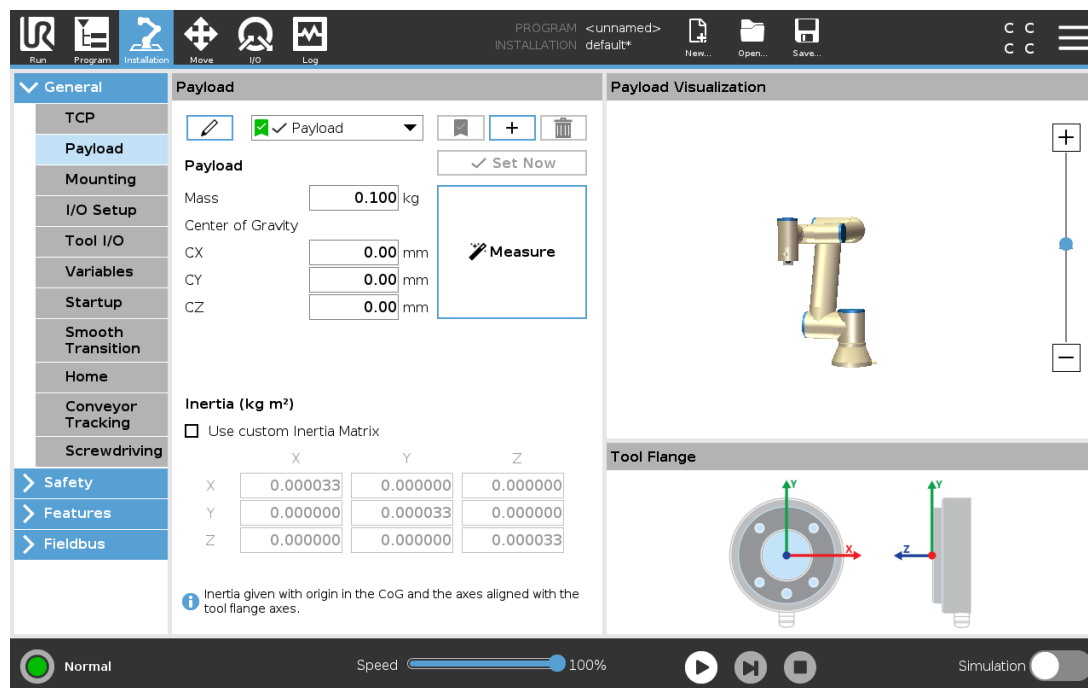 PROGRAM <unnamed>
INSTALLATION default*
Run Program Installation Move I/O Log New... Open... Save...
C C
C C
General
TCP
Payload
Mounting
I/O Setup
Tool I/O
Variables
Startup
Smooth
Transition
Home
Conveyor
Tracking
Screwdriving
Safety
Features
Fieldbus
Payload
Payload
+
Payload
Set Now
Mass 0.100 kg
Center of Gravity
CX 0.00 mm
CY 0.00 mm
CZ 0.00 mm
Measure
Inertia (kg m²)
Use custom Inertia Matrix
X Y Z
X 0.000033 0.000000 0.000000
Y 0.000000 0.000033 0.000000
Z 0.000000 0.000000 0.000033
Inertia given with origin in the CoG and the axes aligned with the
tool flange axes.
Payload Visualization
+
−
Tool Flange
Y Y
X Z
Normal Speed 100% Simulation